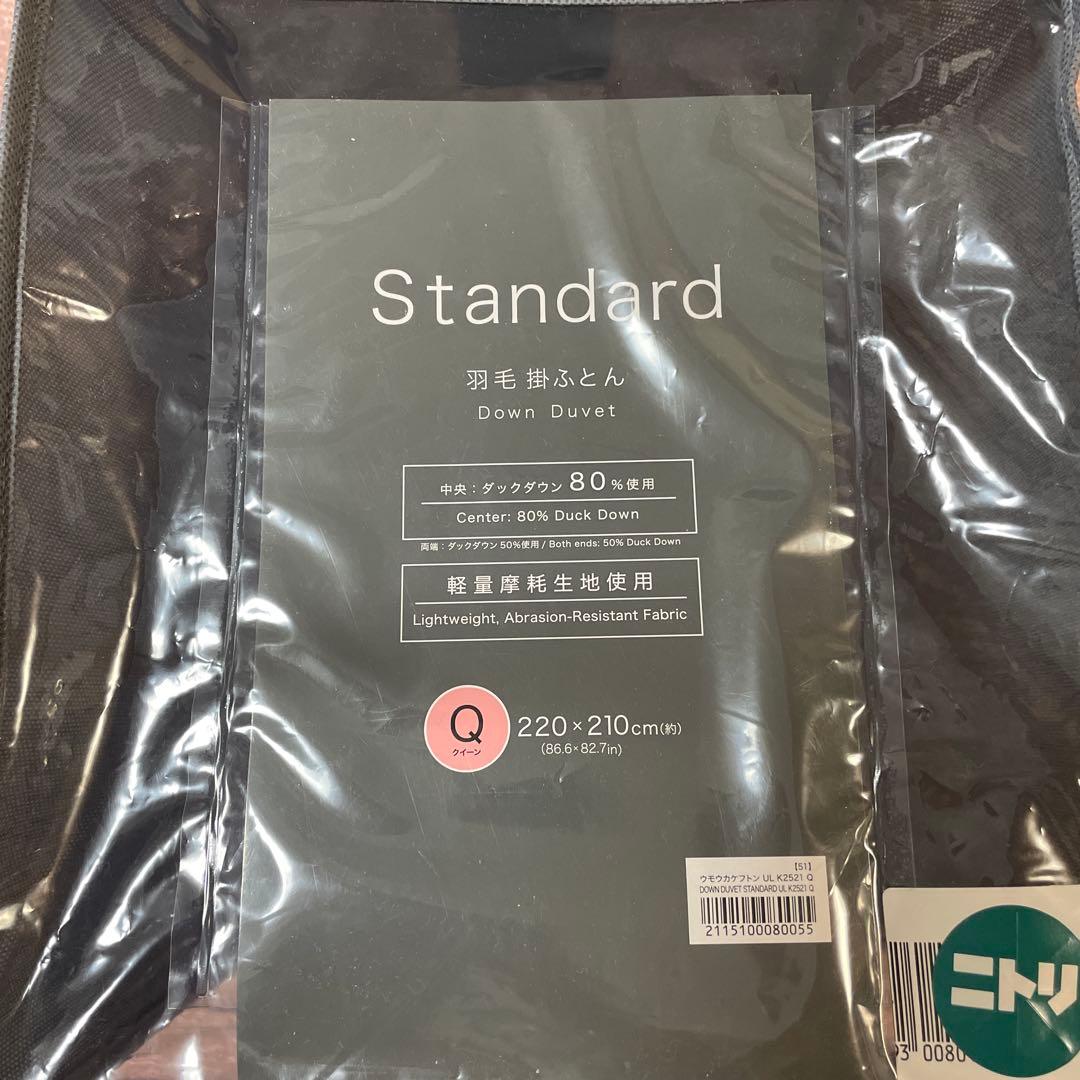 Standard
羽毛 掛ふとん
Down Duvet
中央：ダックダウン 80%使用
Center: 80% Duck Down
両端：ダックダウン 50%使用 / Both ends: 50% Duck Down
軽量摩耗生地使用
Lightweight, Abrasion-Resistant Fabric
Q
クイーン
220×210cm(約)
(86.6×82.7in)
【51】
ウモウカケフトン UL K2521 Q
DOWN DUVET STANDARD UL K2521 Q
2115100080055
ニトリ